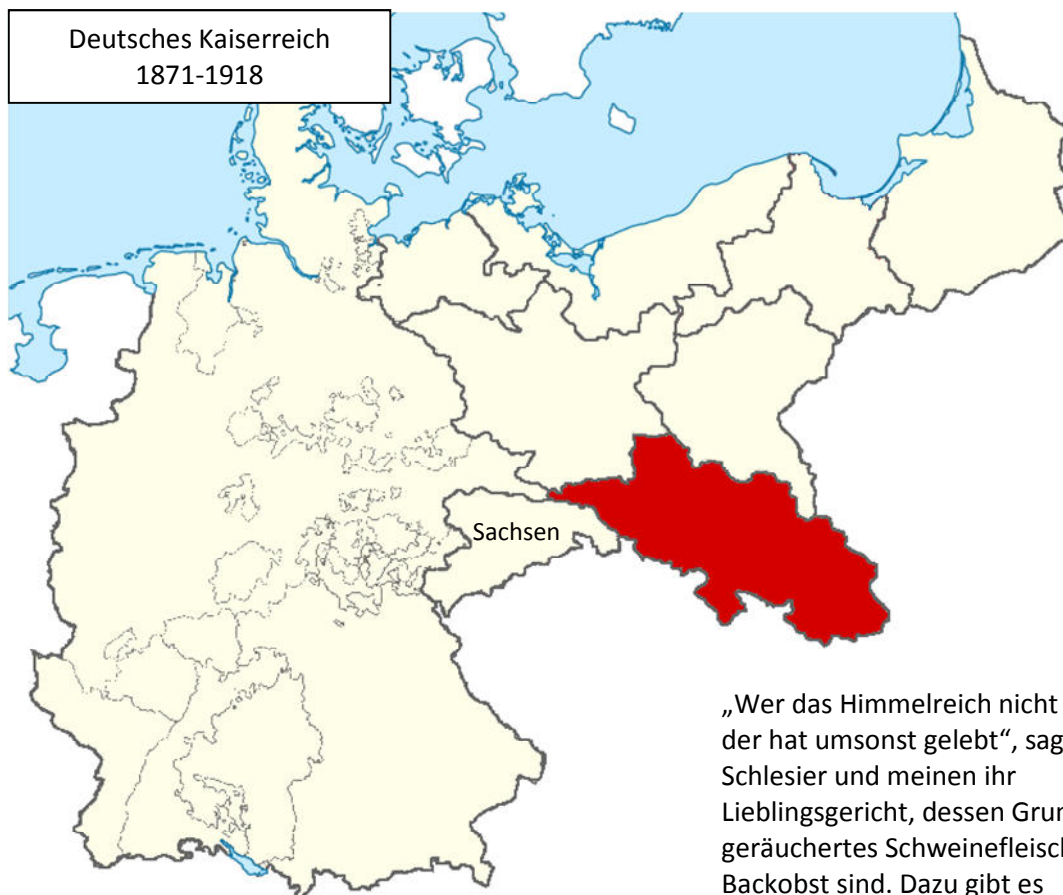 Deutsches Kaiserreich
1871-1918
Sachsen
„Wer das Himmelreich nicht
der hat umsonst gelebt“, sag
Schlesier und meinen ihr
Lieblingsgericht, dessen Grun
geräuchertes Schweinefleisch
Backobst sind. Dazu gibt es